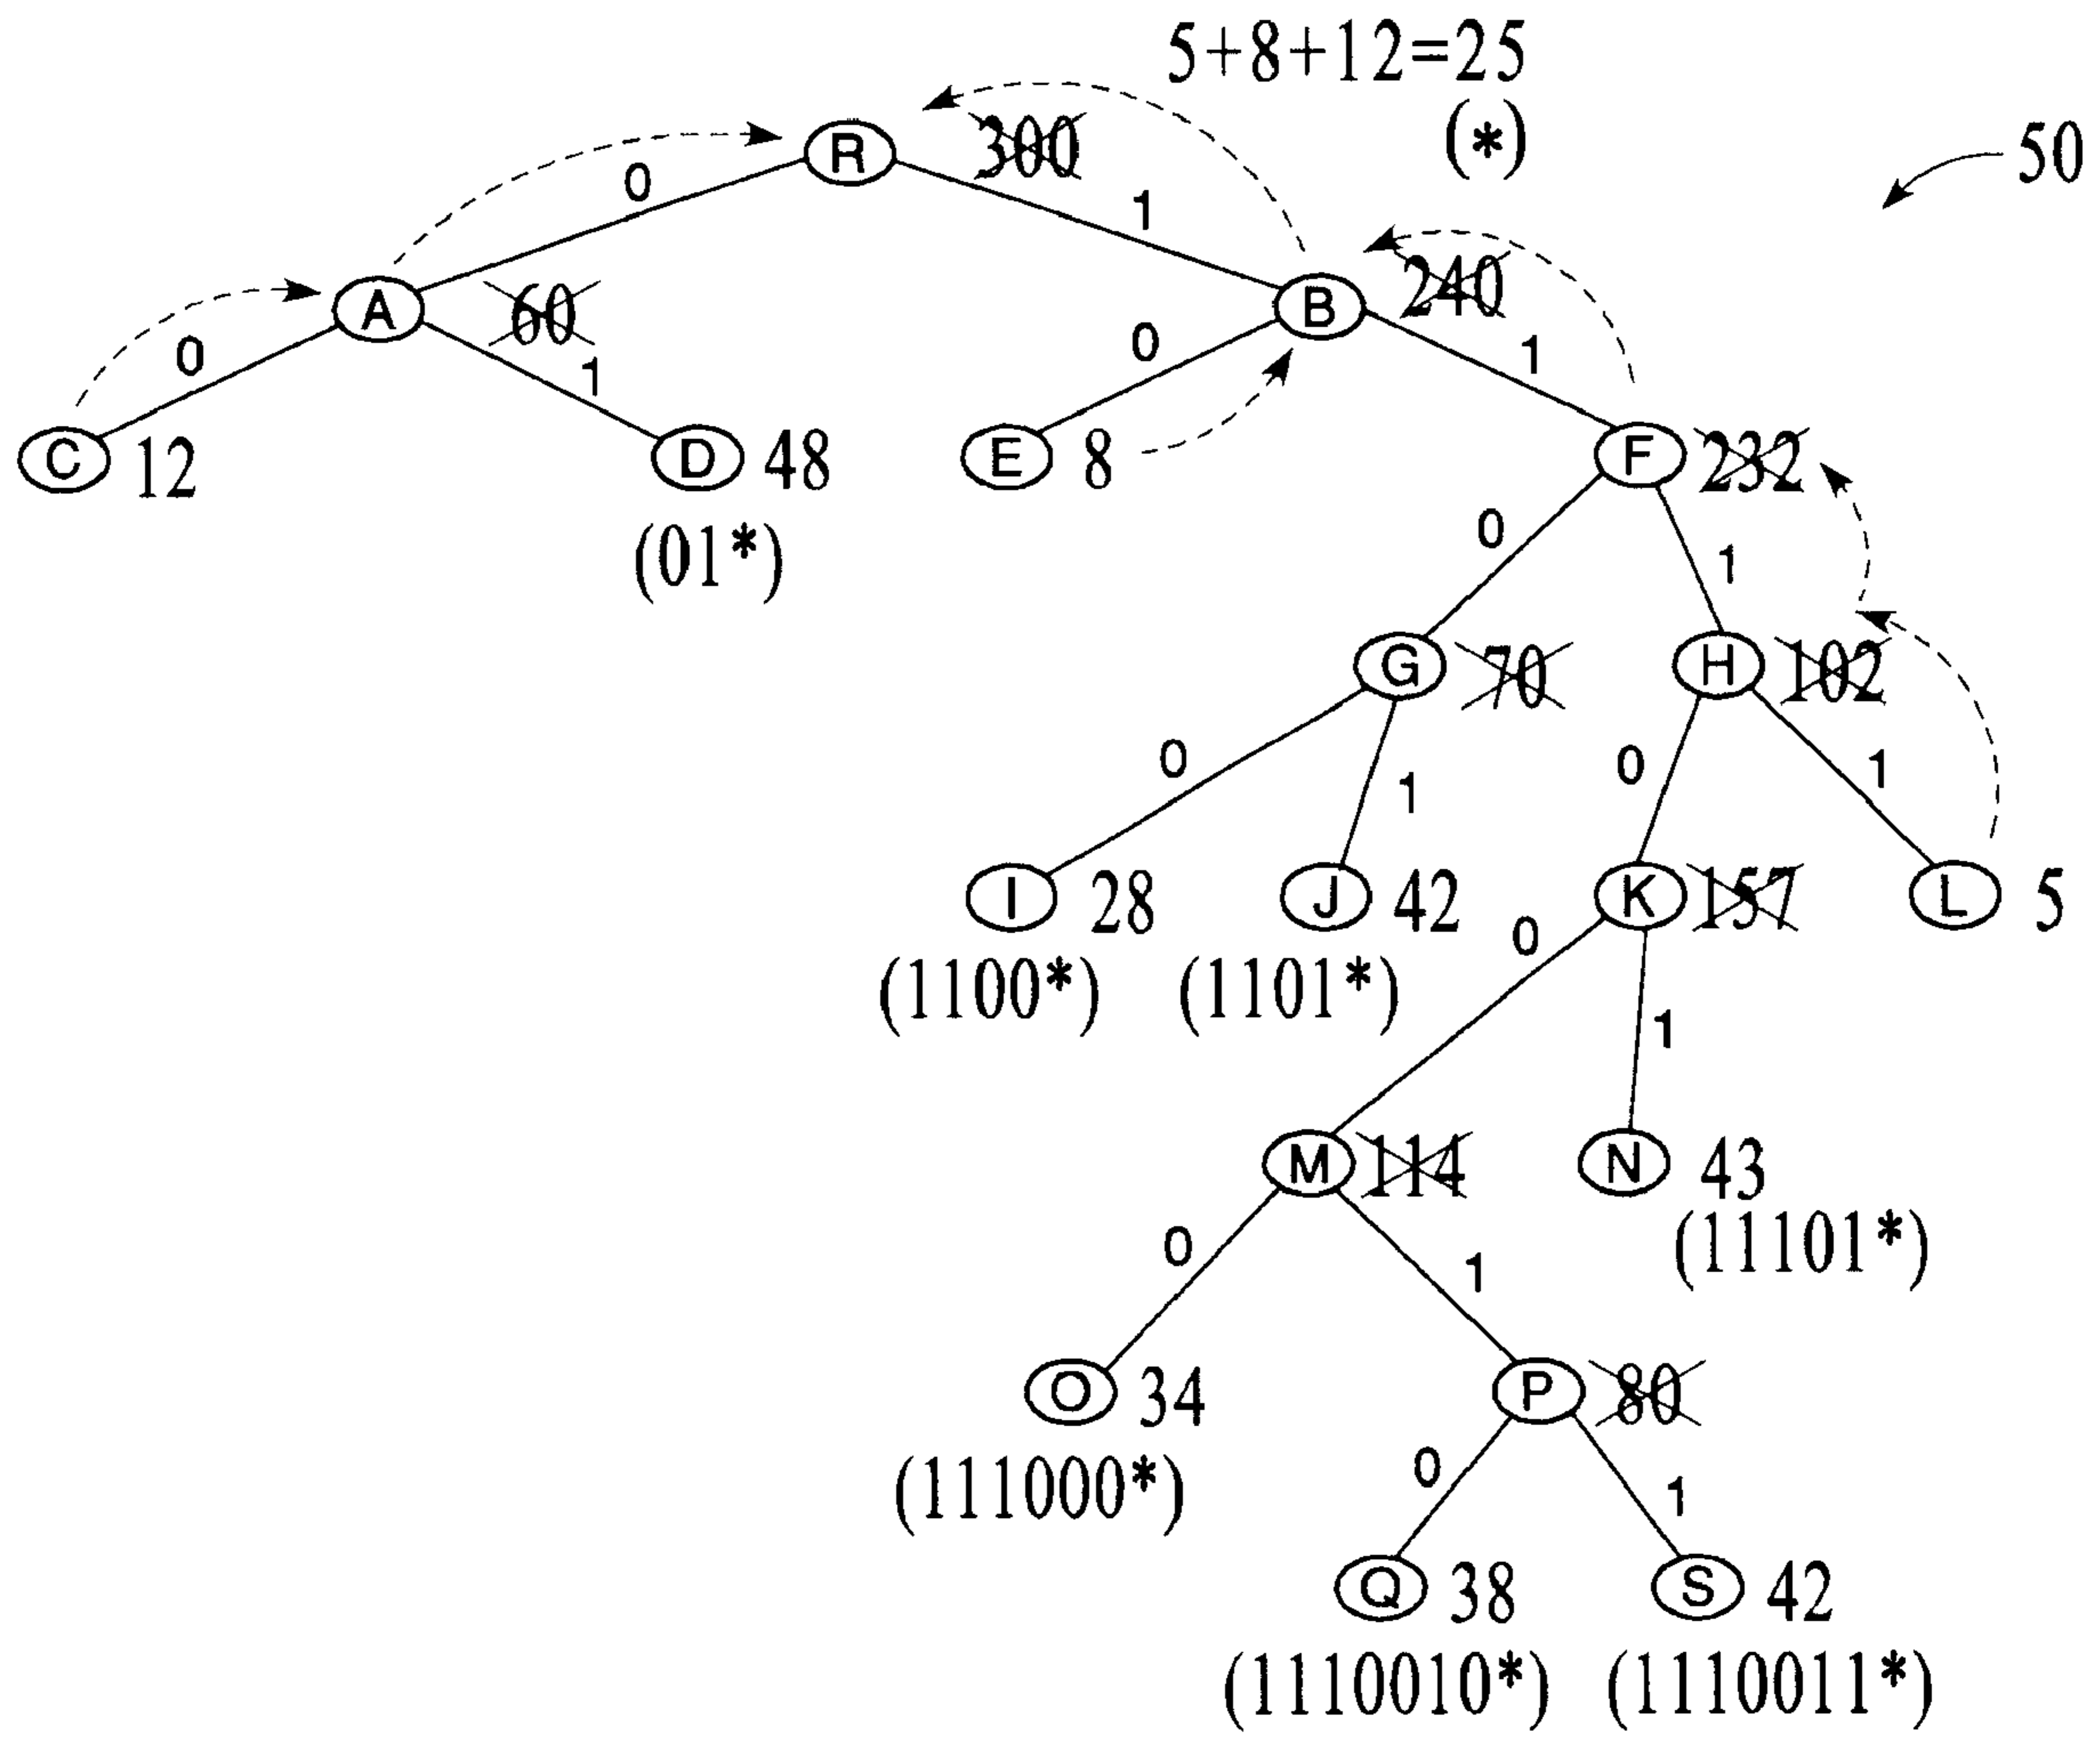 5+8+12=25
(*)
50
R 300
0
1
A 60
B 240
0
1
0
1
C 12
D 48
(01*)
E 8
F 232
0
1
G 70
H 102
0
1
0
1
I 28
(1100*)
J 42
(1101*)
K 157
L 5
0
1
M 114
N 43
(11101*)
0
1
O 34
(111000*)
P 80
0
1
Q 38
(1110010*)
S 42
(1110011*)